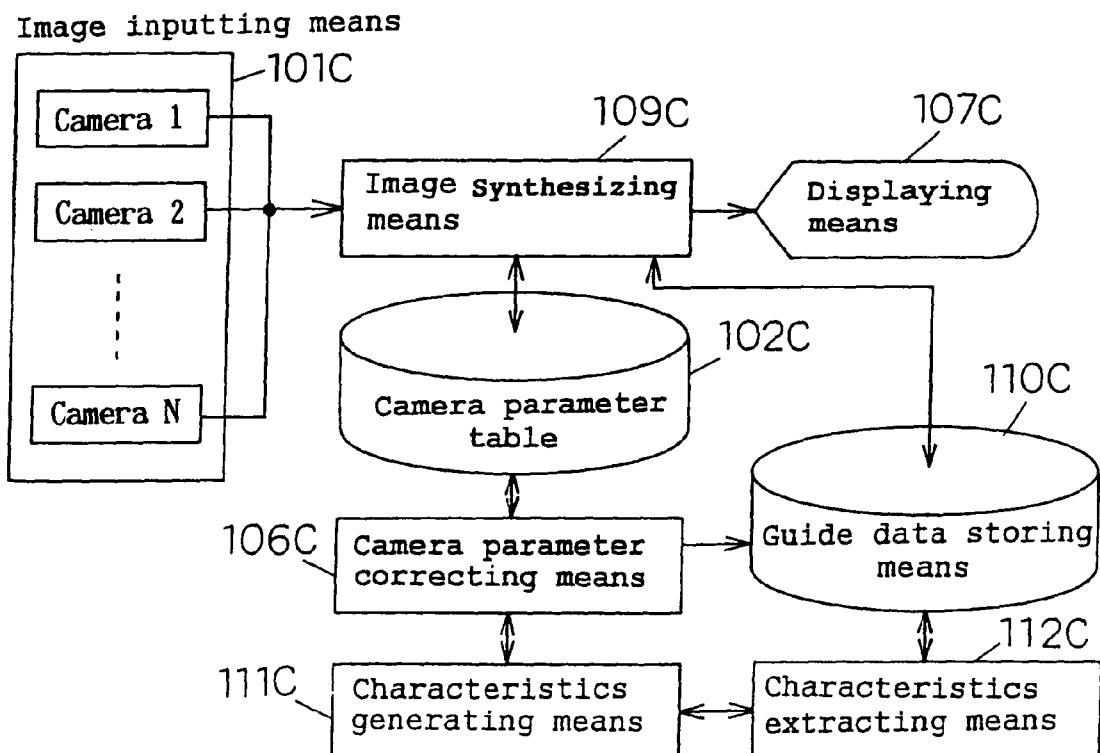 Image inputting means
101C
Camera 1
Camera 2
Camera N
109C
Image Synthesizing
means
107C
Displaying
means
102C
Camera parameter
table
110C
Guide data storing
means
106C
Camera parameter
correcting means
111C
Characteristics
generating means
112C
Characteristics
extracting means